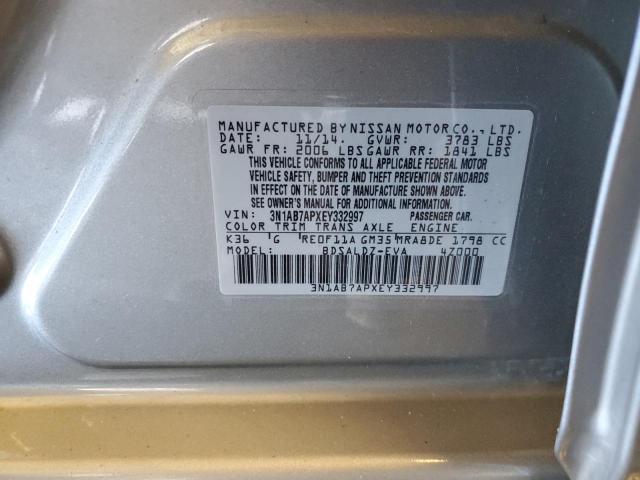 MANUFACTURED BY NISSAN MOTOR CO., LTD.
DATE: 11/14. GVWR: 3783 LBS
GAWR FR: 2006 LBS GAWR RR: 1841 LBS
THIS VEHICLE CONFORMS TO ALL APPLICABLE FEDERAL MOTOR
VEHICLE SAFETY, BUMPER AND THEFT PREVENTION STANDARDS
IN EFFECT ON THE DATE OF MANUFACTURE SHOWN ABOVE.
SEE OWNER'S MANUAL FOR ADDITIONAL INFORMATION.
VIN: 3N1AB7APXEY332997 PASSENGER CAR.
COLOR TRIM TRANS AXLE ENGINE
K36 G RE0F11A GM35 MRA8DE 1798 CC
MODEL: BDSALDZ-EVA 4Z000
3N1AB7APXEY332997